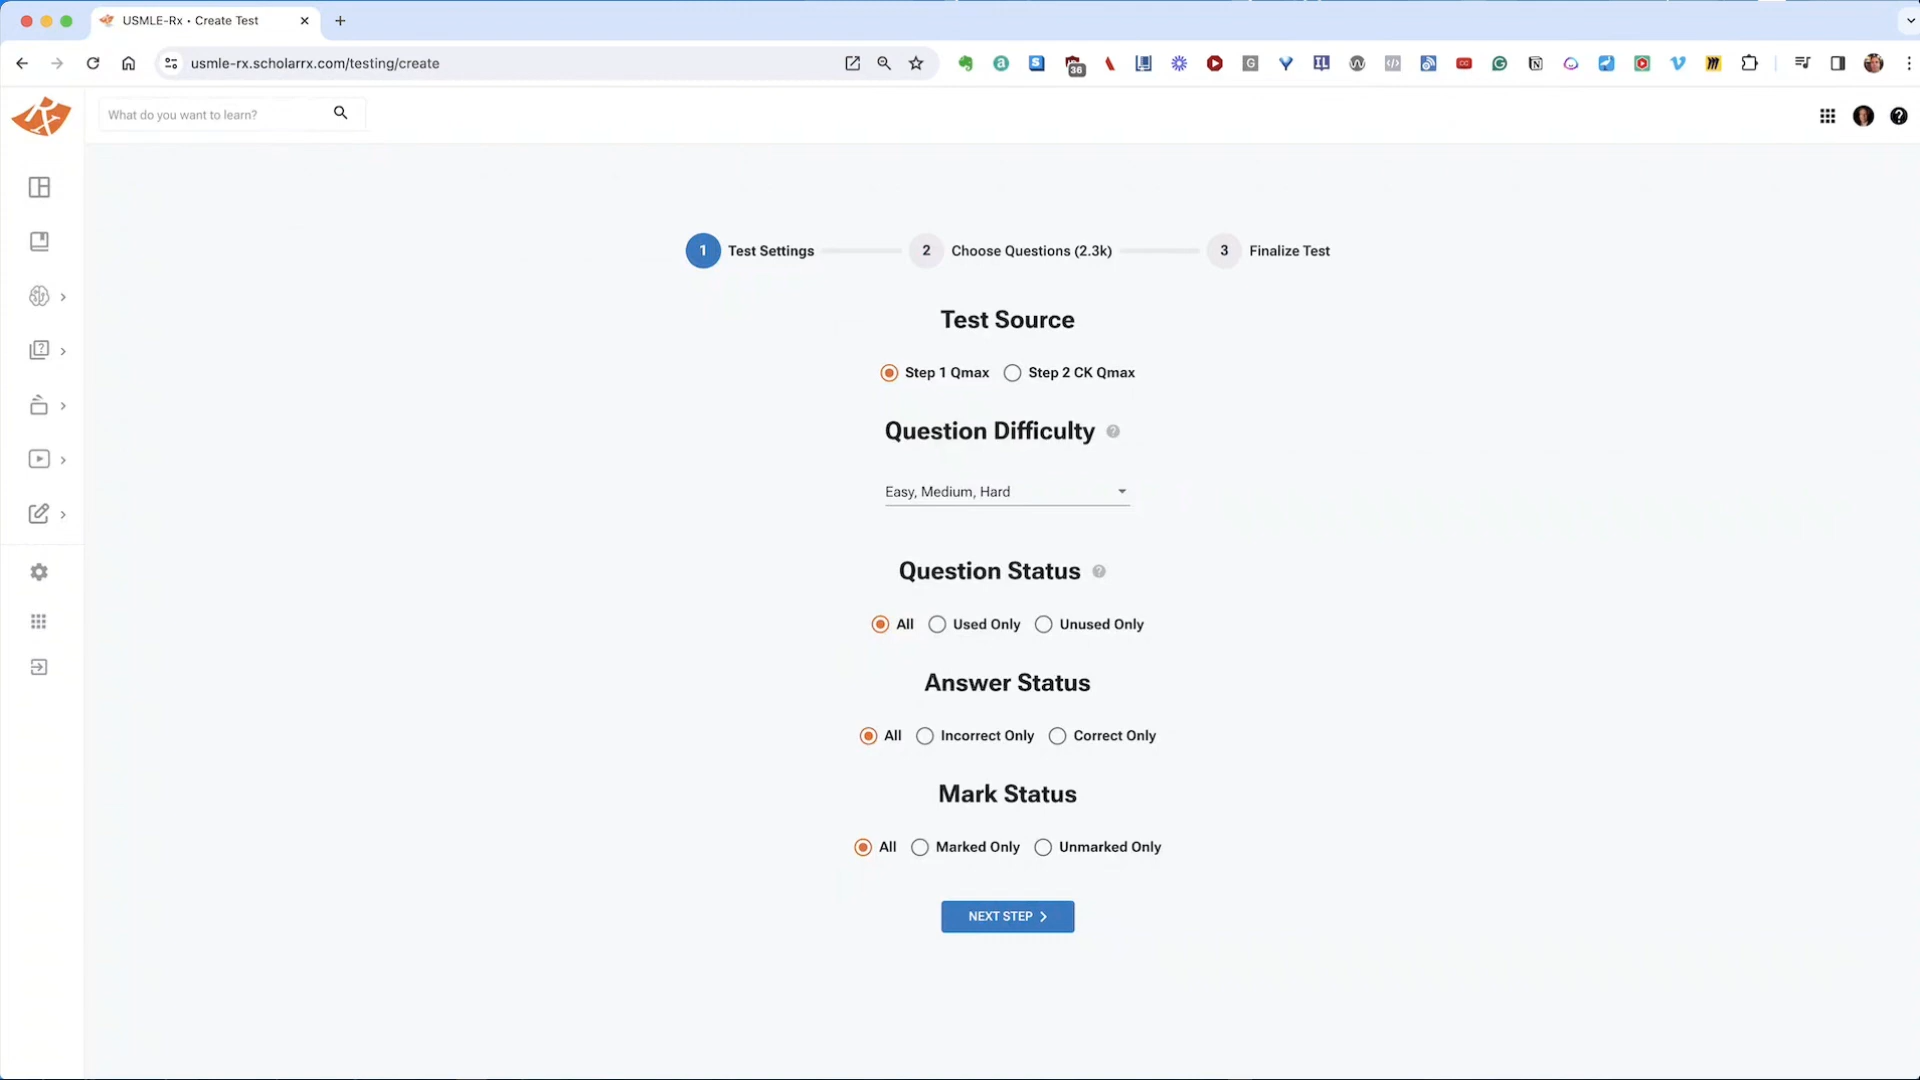 USMLE-Rx • Create Test
usmle-rx.scholarrx.com/testing/create
36
What do you want to learn?
1 Test Settings 2 Choose Questions (2.3k) 3 Finalize Test
Test Source
Step 1 Qmax Step 2 CK Qmax
Question Difficulty
Easy, Medium, Hard
Question Status
All Used Only Unused Only
Answer Status
All Incorrect Only Correct Only
Mark Status
All Marked Only Unmarked Only
NEXT STEP